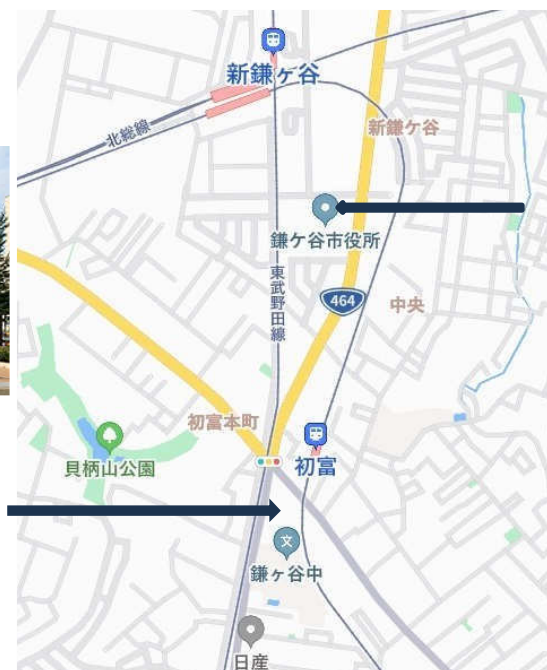 新鎌ヶ谷
北総線
新鎌ケ谷
鎌ケ谷市役所
東武野田線
464
中央
初富本町
初富
貝柄山公園
文
鎌ヶ谷中
日産